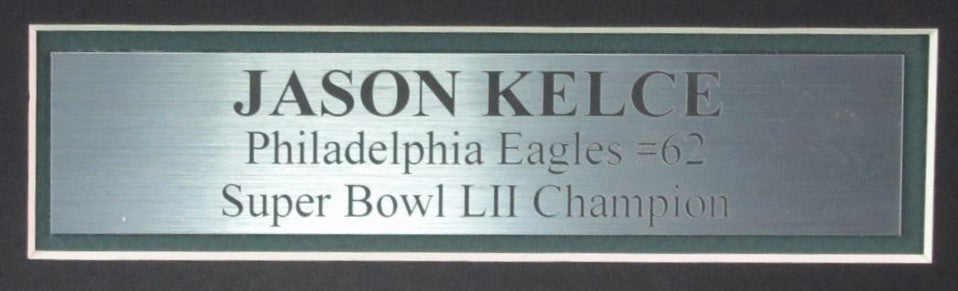 JASON KELCE
Philadelphia Eagles #62
Super Bowl LII Champion